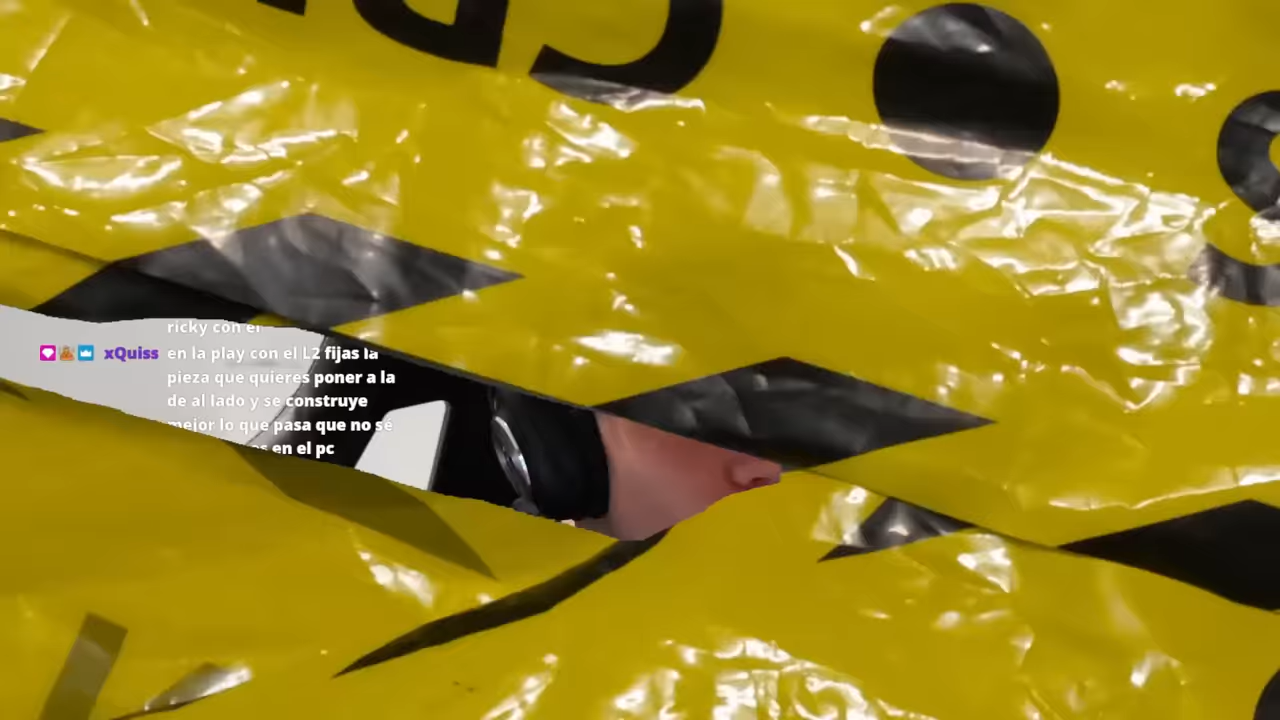 ricky con el
xQuiss en la play con el L2 fijas la
pieza que quieres poner a la
de al lado y se construye
mejor lo que pasa que no se
en el pc